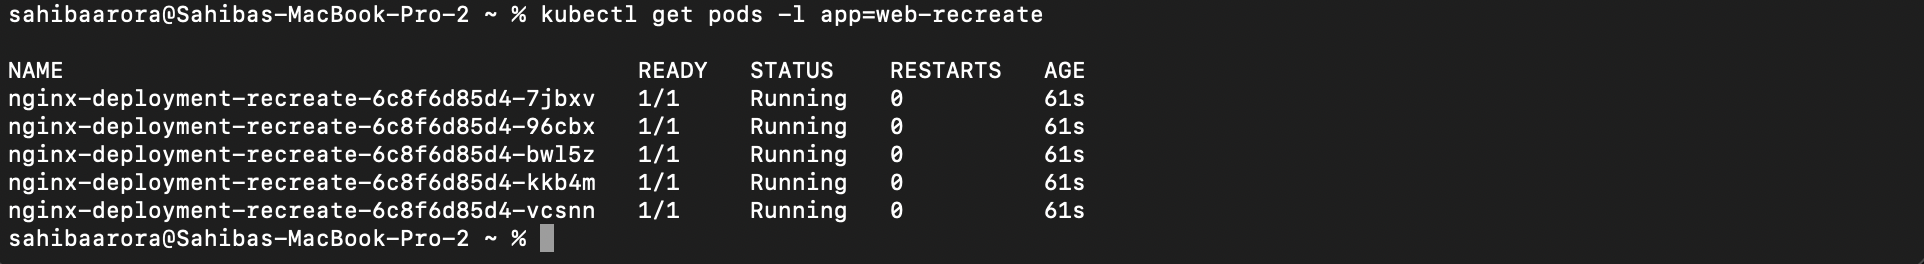 sahibaarora@Sahibas-MacBook-Pro-2 ~ % kubectl get pods -l app=web-recreate
NAME READY STATUS RESTARTS AGE
nginx-deployment-recreate-6c8f6d85d4-7jbxv 1/1 Running 0 61s
nginx-deployment-recreate-6c8f6d85d4-96cbx 1/1 Running 0 61s
nginx-deployment-recreate-6c8f6d85d4-bwl5z 1/1 Running 0 61s
nginx-deployment-recreate-6c8f6d85d4-kkb4m 1/1 Running 0 61s
nginx-deployment-recreate-6c8f6d85d4-vcsnn 1/1 Running 0 61s
sahibaarora@Sahibas-MacBook-Pro-2 ~ %